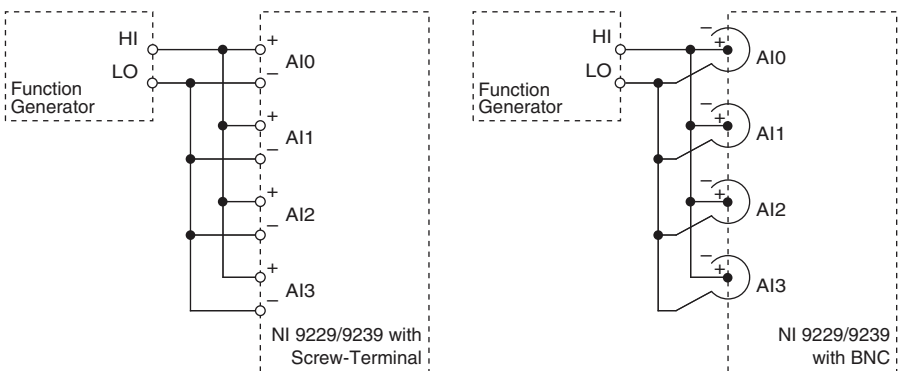 HI
LO
Function
Generator
+
AI0
–
+
AI1
–
+
AI2
–
+
AI3
–
NI 9229/9239 with
Screw-Terminal
HI
LO
Function
Generator
–
+
AI0
–
+
AI1
–
+
AI2
–
+
AI3
NI 9229/9239
with BNC